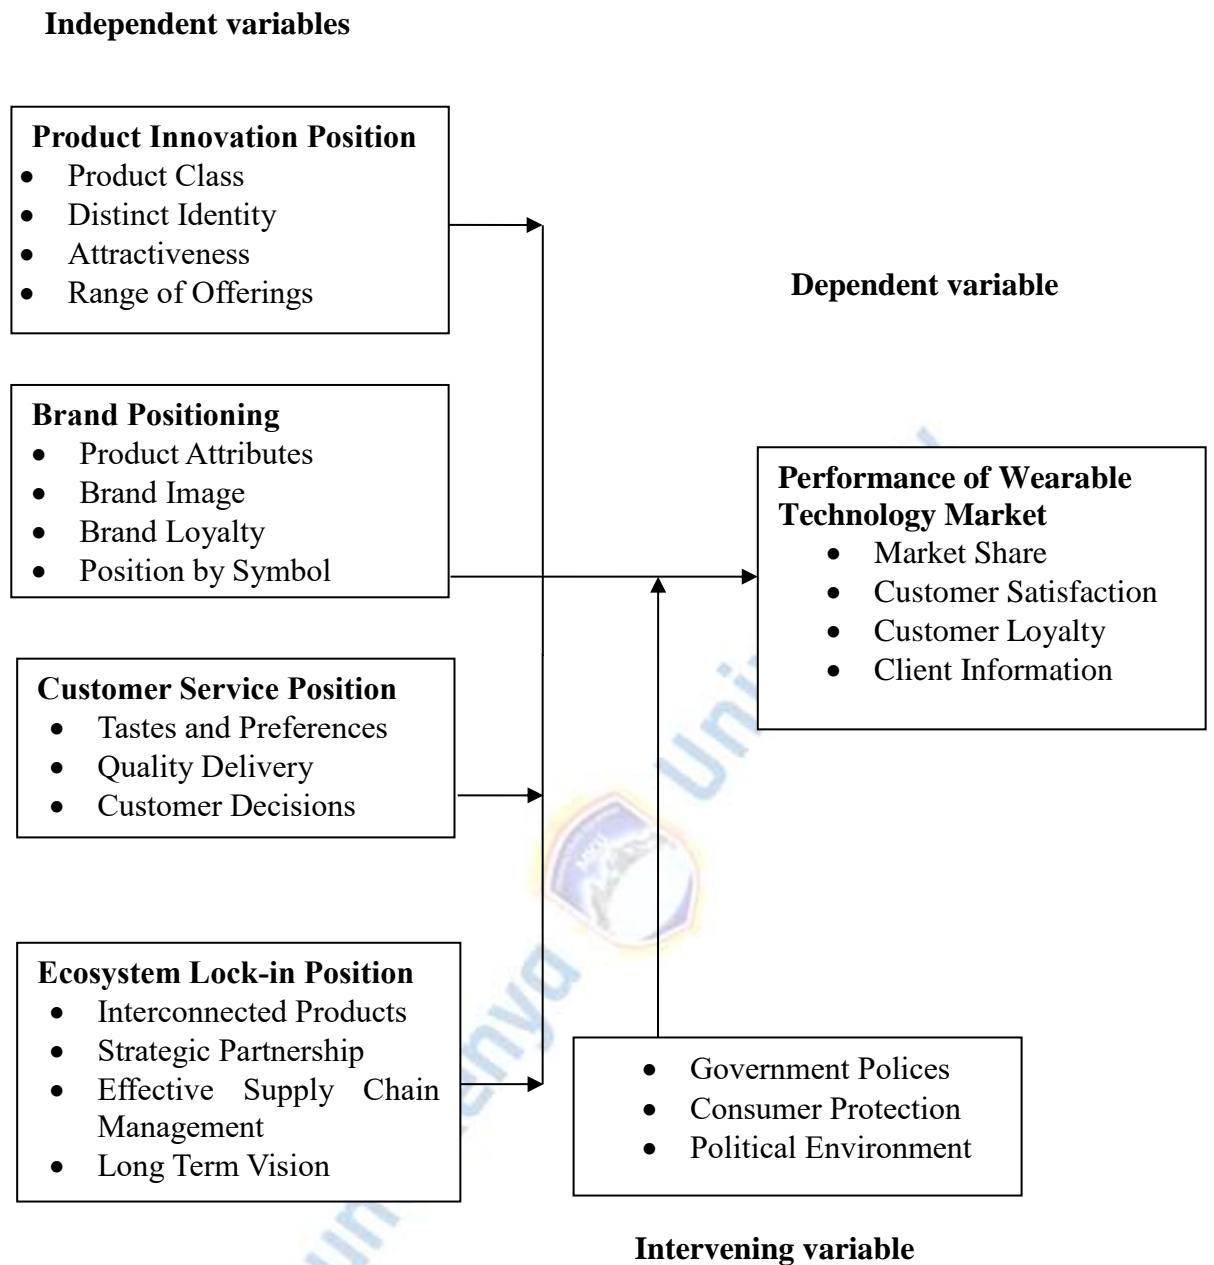 Independent variables
Product Innovation Position
• Product Class
• Distinct Identity
• Attractiveness
• Range of Offerings
Dependent variable
Brand Positioning
• Product Attributes
• Brand Image
• Brand Loyalty
• Position by Symbol
Performance of Wearable
Technology Market
• Market Share
• Customer Satisfaction
• Customer Loyalty
• Client Information
Customer Service Position
• Tastes and Preferences
• Quality Delivery
• Customer Decisions
Ecosystem Lock-in Position
• Interconnected Products
• Strategic Partnership
• Effective Supply Chain
Management
• Long Term Vision
• Government Polices
• Consumer Protection
• Political Environment
Intervening variable